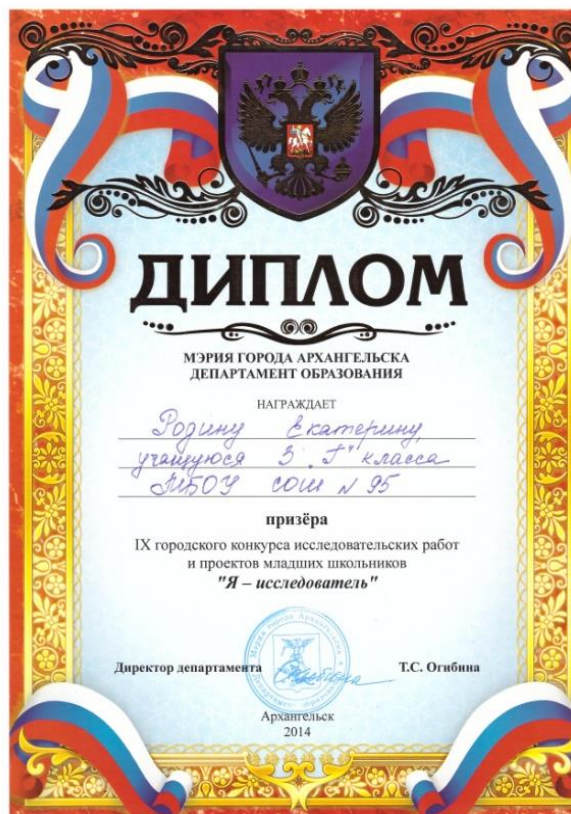 ДИПЛОМ
МЭРИЯ ГОРОДА АРХАНГЕЛЬСКА
ДЕПАРТАМЕНТ ОБРАЗОВАНИЯ
НАГРАЖДАЕТ
Родину Екатерину,
учащуюся 3 "Г" класса
МБОУ СОШ № 95
призёра
IX городского конкурса исследовательских работ
и проектов младших школьников
"Я – исследователь"
Директор департамента
Т.С. Огибина
Архангельск
2014